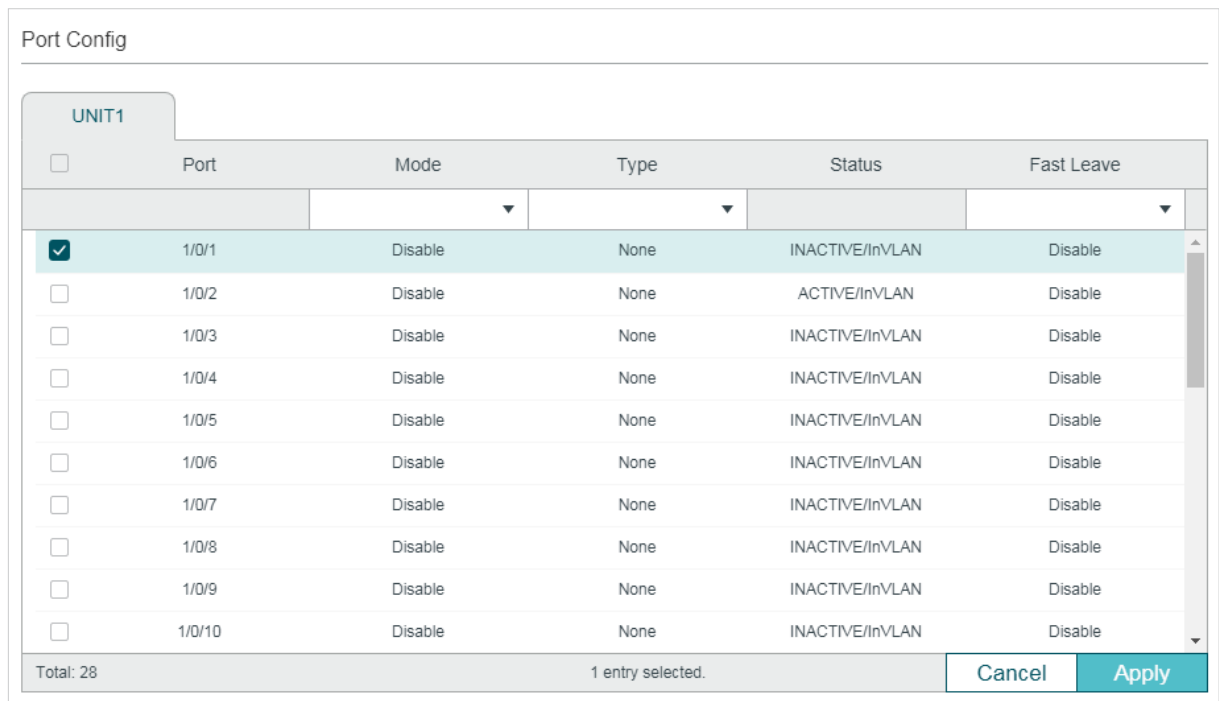 Port Config
UNIT1
Port Mode Type Status Fast Leave
1/0/1 Disable None INACTIVE/InVLAN Disable
1/0/2 Disable None ACTIVE/InVLAN Disable
1/0/3 Disable None INACTIVE/InVLAN Disable
1/0/4 Disable None INACTIVE/InVLAN Disable
1/0/5 Disable None INACTIVE/InVLAN Disable
1/0/6 Disable None INACTIVE/InVLAN Disable
1/0/7 Disable None INACTIVE/InVLAN Disable
1/0/8 Disable None INACTIVE/InVLAN Disable
1/0/9 Disable None INACTIVE/InVLAN Disable
1/0/10 Disable None INACTIVE/InVLAN Disable
Total: 28 1 entry selected. Cancel Apply